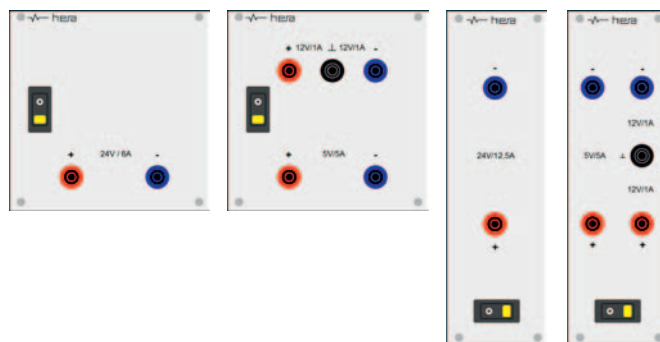 hera
+ 24V / 6A -
hera
+ 12V/1A ⊥ 12V/1A -
+ 5V/5A -
hera
-
24V/12,5A
+
hera
- -
12V/1A
5V/5A ⊥
12V/1A
+ +